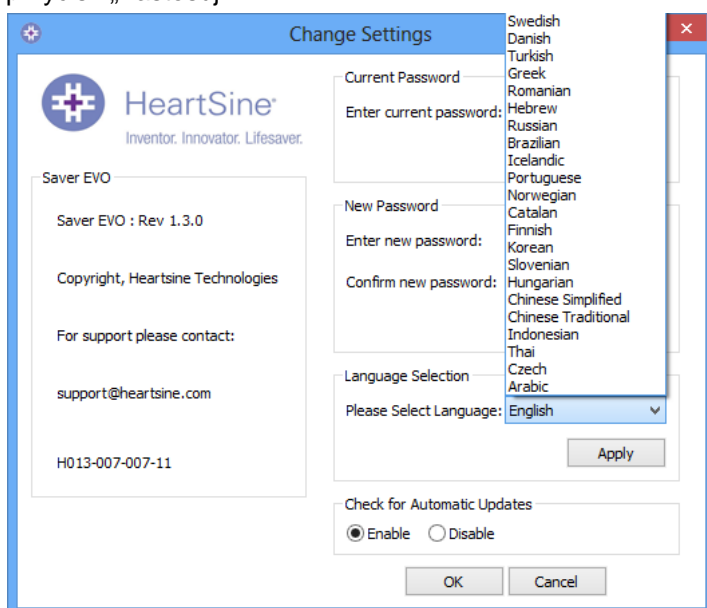 Change Settings
HeartSine
Inventor. Innovator. Lifesaver.
Saver EVO
Saver EVO : Rev 1.3.0
Copyright, Heartsine Technologies
For support please contact:
support@heartsine.com
H013-007-007-11
Current Password
Enter current password:
New Password
Enter new password:
Confirm new password:
Swedish
Danish
Turkish
Greek
Romanian
Hebrew
Russian
Brazilian
Icelandic
Portuguese
Norwegian
Catalan
Finnish
Korean
Slovenian
Hungarian
Chinese Simplified
Chinese Traditional
Indonesian
Thai
Czech
Arabic
Language Selection
Please Select Language: English
Apply
Check for Automatic Updates
Enable Disable
OK Cancel